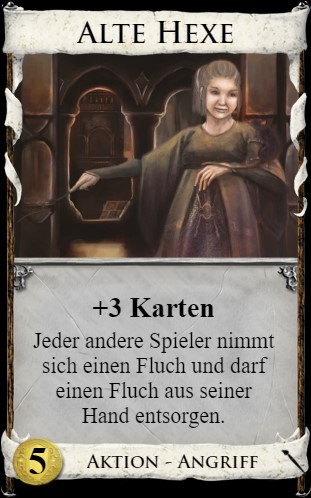 Alte Hexe
+3 Karten
Jeder andere Spieler nimmt
sich einen Fluch und darf
einen Fluch aus seiner
Hand entsorgen.
5
Aktion - Angriff